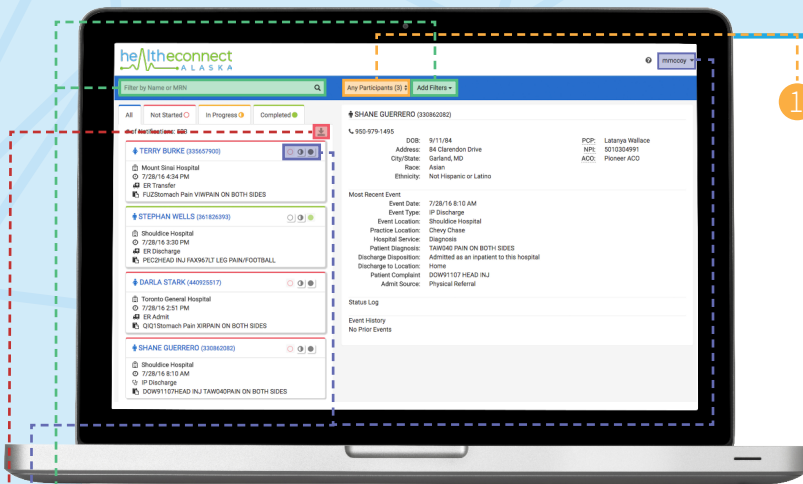 healtheconnect
ALASKA
mmccoy
Filter by Name or MRN
Any Participants (3)
Add Filters
1
All
Not Started
In Progress
Completed
# of Notifications: 533
TERRY BURKE (335657900)
Mount Sinai Hospital
7/28/16 4:34 PM
ER Transfer
FUZStomach Pain VIWPAIN ON BOTH SIDES
STEPHAN WELLS (361826393)
Shouldice Hospital
7/28/16 3:30 PM
ER Discharge
PEC2HEAD INJ FAX967LT LEG PAIN/FOOTBALL
DARLA STARK (440925517)
Toronto General Hospital
7/28/16 2:51 PM
ER Admit
QIQ1Stomach Pain XIRPAIN ON BOTH SIDES
SHANE GUERRERO (330862082)
Shouldice Hospital
7/28/16 8:10 AM
IP Discharge
DOW91107HEAD INJ TAW040PAIN ON BOTH SIDES
SHANE GUERRERO (330862082)
950-979-1495
DOB: 9/11/84 PCP: Latanya Wallace
Address: 84 Clarendon Drive NPI: 5010304991
City/State: Garland, MD ACO: Pioneer ACO
Race: Asian
Ethnicity: Not Hispanic or Latino
Most Recent Event
Event Date: 7/28/16 8:10 AM
Event Type: IP Discharge
Event Location: Shouldice Hospital
Practice Location: Chevy Chase
Hospital Service: Diagnosis
Patient Diagnosis: TAW040 PAIN ON BOTH SIDES
Discharge Disposition: Admitted as an inpatient to this hospital
Discharge to Location: Home
Patient Complaint DOW91107 HEAD INJ
Admit Source: Physical Referral
Status Log
Event History
No Prior Events